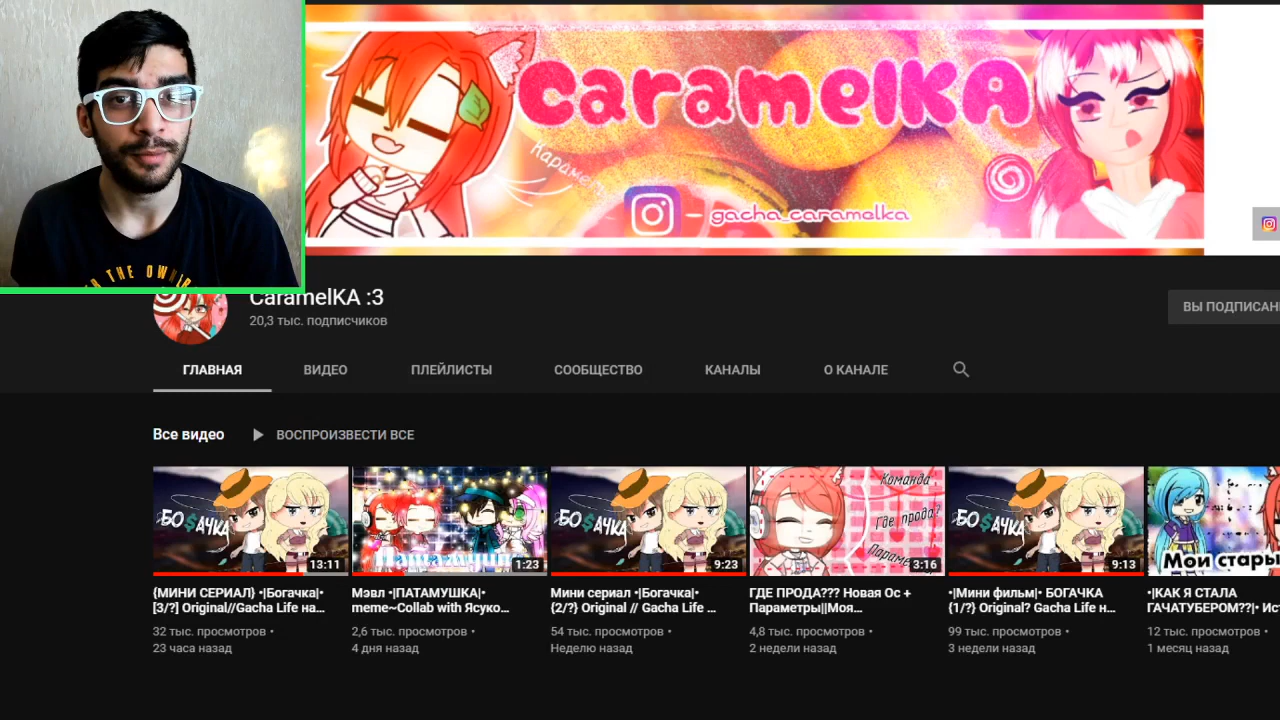 CaramelKA
gacha_caramelka
CaramelKA :3
20,3 тыс. подписчиков
ГЛАВНАЯ ВИДЕО ПЛЕЙЛИСТЫ СООБЩЕСТВО КАНАЛЫ О КАНАЛЕ
Все видео ВОСПРОИЗВЕСТИ ВСЕ
БО$АЧКА
13:11
1:23
БО$АЧКА
9:23
Команда
Где прода?
3:16
БО$АЧКА
9:13
Мои
{МИНИ СЕРИАЛ} •|Богачка|•
[3/?] Original//Gacha Life на...
32 тыс. просмотров •
23 часа назад
Мэвл •|ПАТАМУШКА|•
meme~Collab with Ясуко...
2,6 тыс. просмотров •
4 дня назад
Мини сериал •|Богачка|•
{2/?} Original // Gacha Life ...
54 тыс. просмотров •
Неделю назад
ГДЕ ПРОДА??? Новая Ос +
Параметры||Моя...
4,8 тыс. просмотров •
2 недели назад
•|Мини фильм|• БОГАЧКА
{1/?} Original? Gacha Life н...
99 тыс. просмотров •
3 недели назад
•|КАК Я СТАЛА
ГАЧАТУБЕРОМ??|•
12 тыс. просмотров •
1 месяц назад